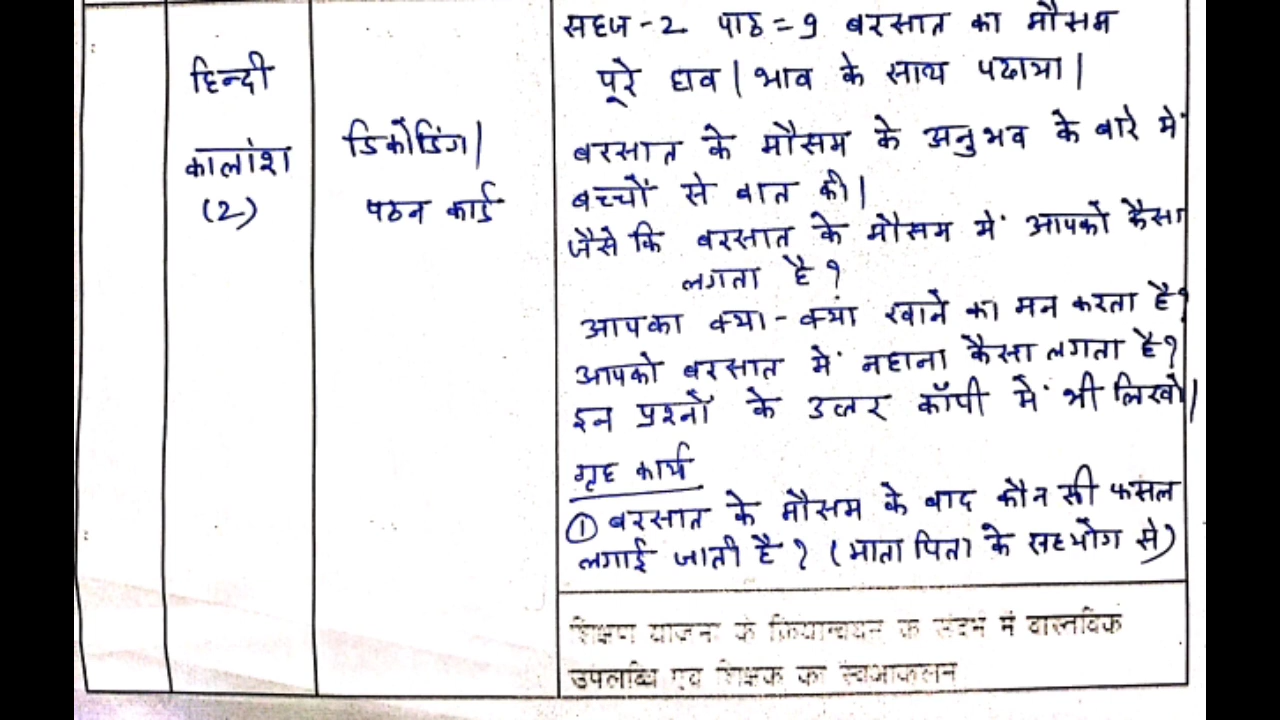 सहज - 2 पाठ = 9 बरसात का मौसम
पूरे हाव | भाव के साथ पढाया |
हिन्दी
कालांश
(2)
डिकोडिंग |
पठन कार्ड
बरसात के मौसम के अनुभव के बारे में
बच्चों से बात की |
जैसे कि बरसात के मौसम में आपको कैसा
लगता है ?
आपका क्या - क्या खाने का मन करता है ?
आपको बरसात में नहाना कैसा लगता है ?
इन प्रश्नों के उत्तर कॉपी में भी लिखो |
गृह कार्य
① बरसात के मौसम के बाद कौन सी फसल
लगाई जाती है ? (माता पिता के सहयोग से)
शिक्षण योजना के क्रियान्वयन के संदर्भ में वास्तविक
उपलब्धि एवं शिक्षक का स्वआकलन